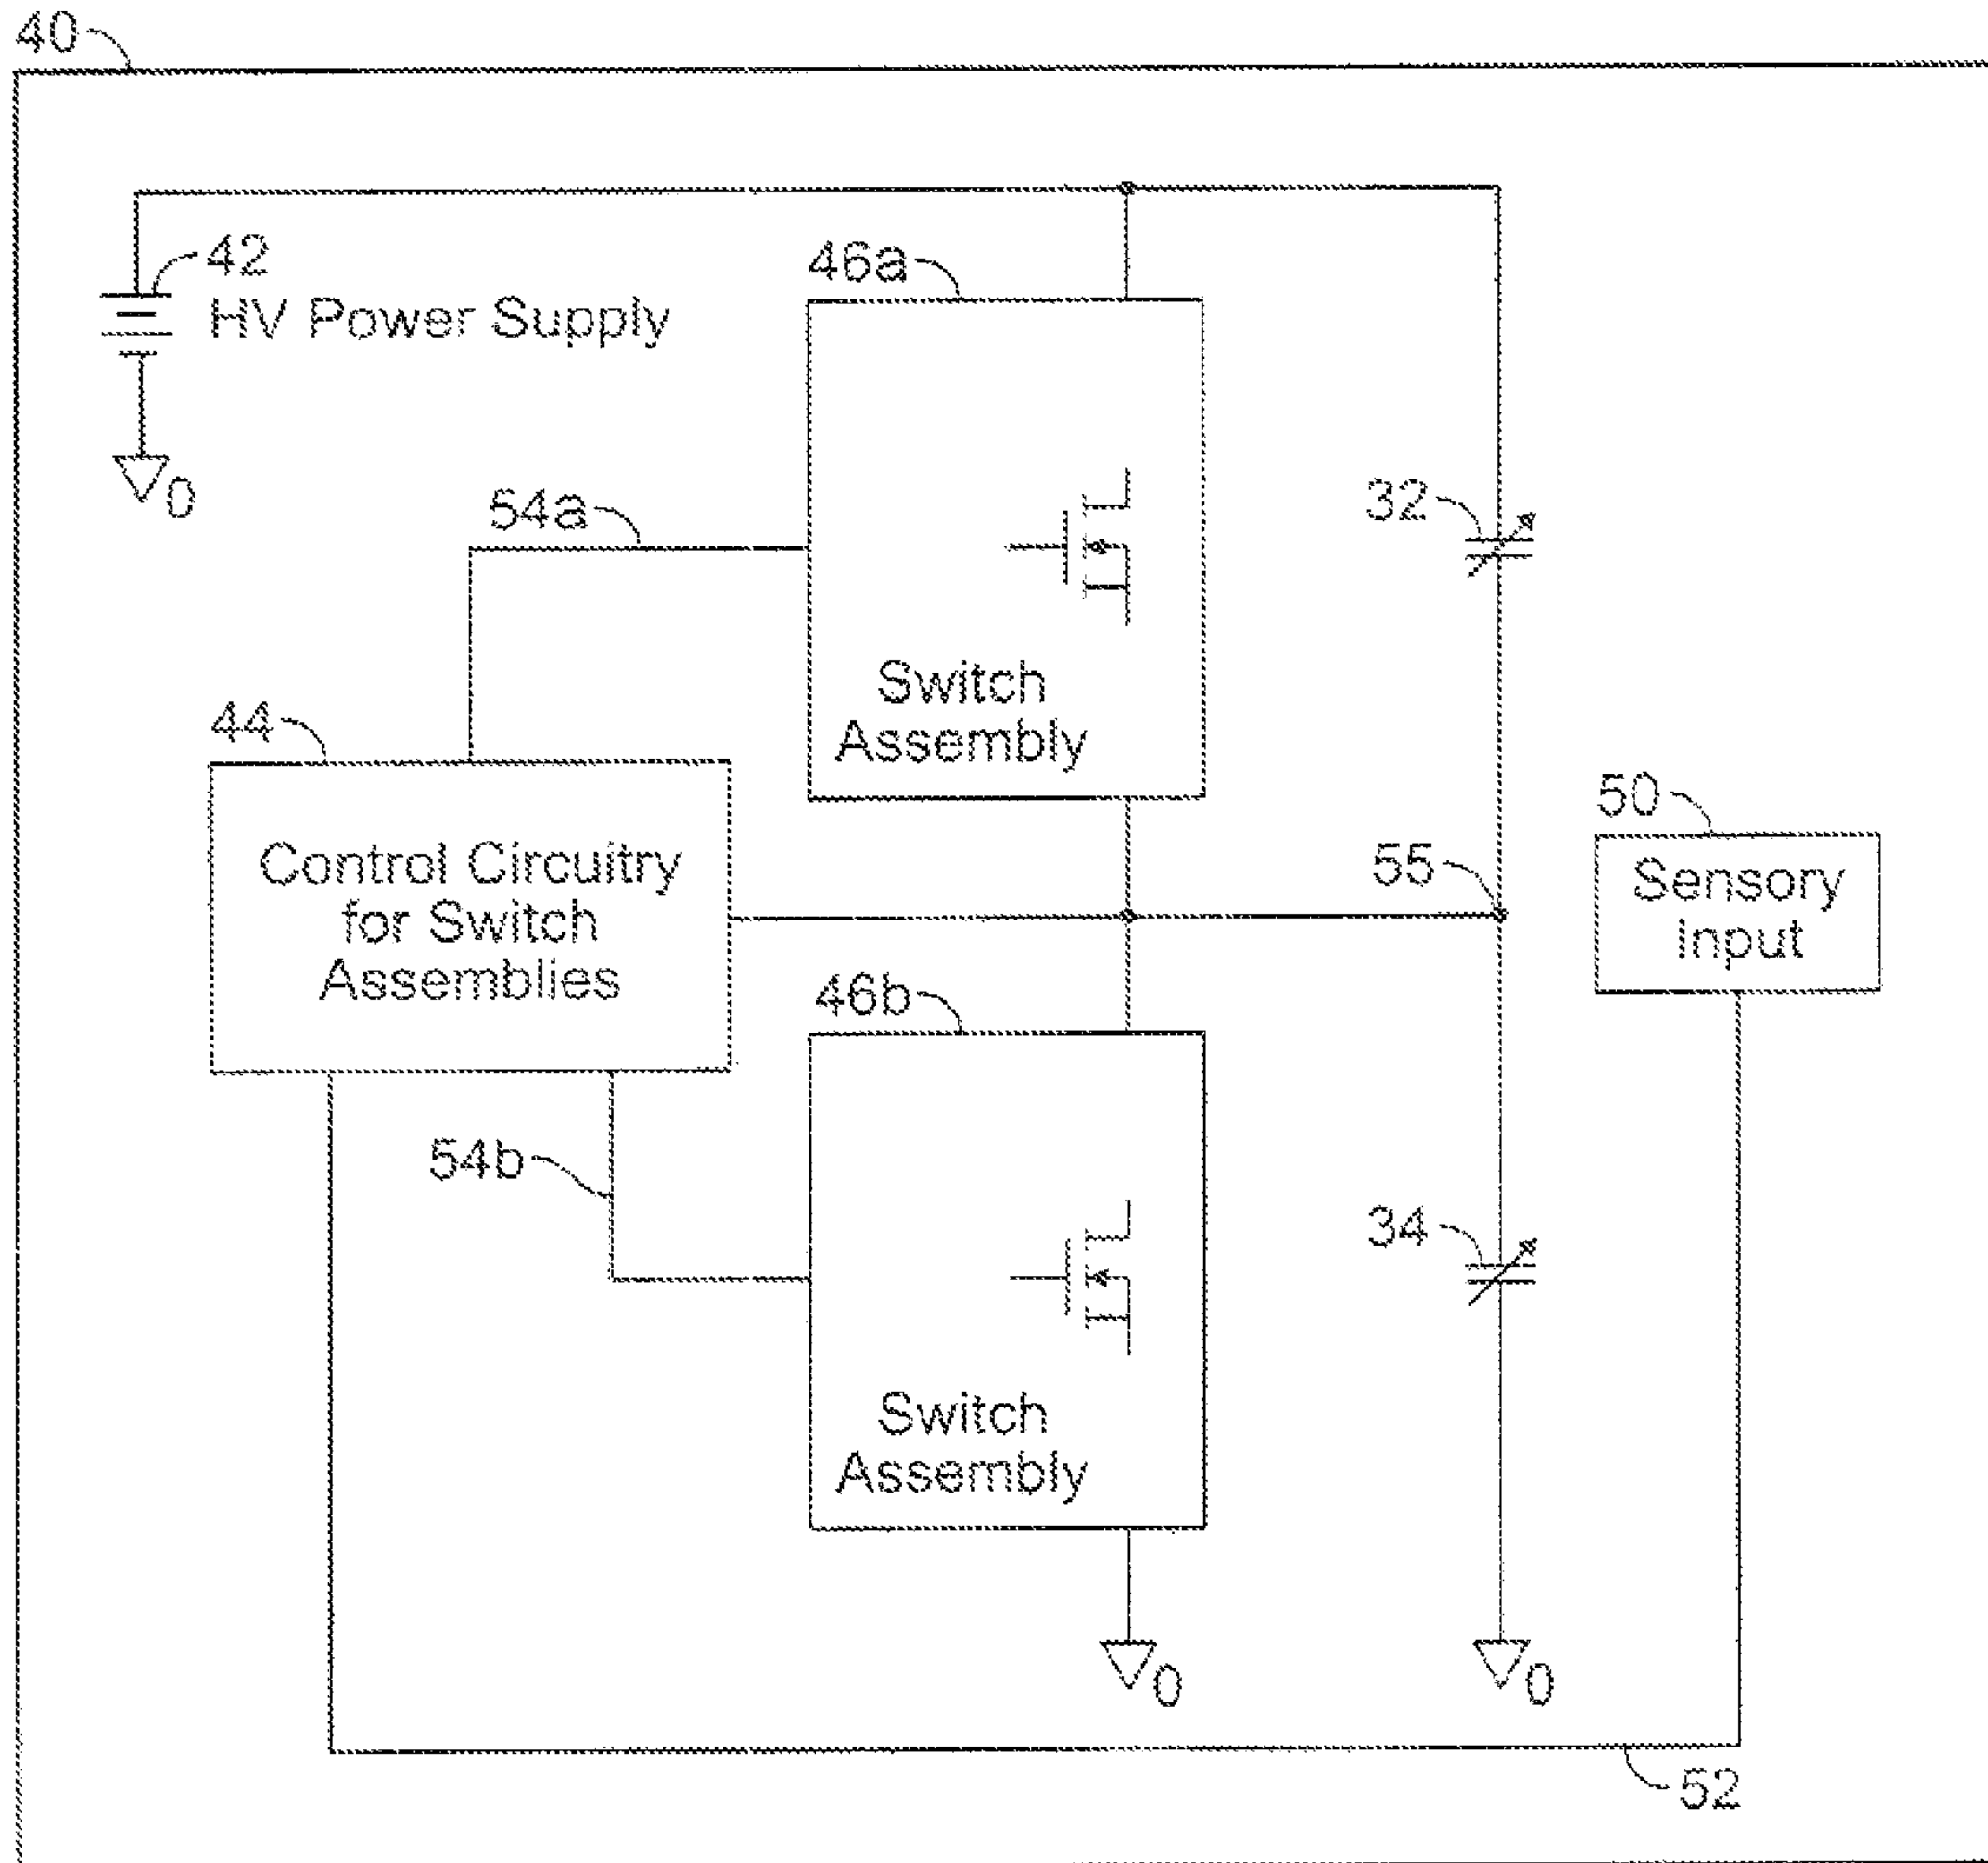 40
42
HV Power Supply
0
46a
54a
32
Switch
Assembly
44
Control Circuitry
for Switch
Assemblies
50
Sensory
Input
55
46b
54b
34
Switch
Assembly
0
0
52